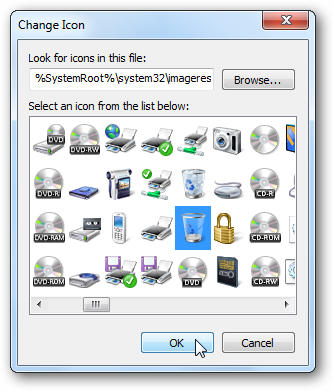 Change Icon
Look for icons in this file:
%SystemRoot%\system32\imageres
Browse...
Select an icon from the list below:
DVD
DVD-RW
DVD-R
CD-R
DVD-RAM
CD-ROM
DVD-ROM
DVD
CD-RW
OK
Cancel